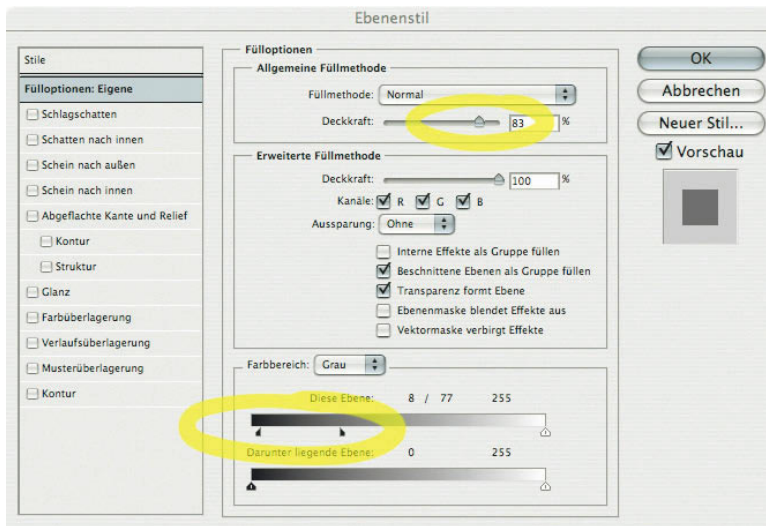 Ebenenstil
Stile
Fülloptionen: Eigene
Schlagschatten
Schatten nach innen
Schein nach außen
Schein nach innen
Abgeflachte Kante und Relief
Kontur
Struktur
Glanz
Farbüberlagerung
Verlaufsüberlagerung
Musterüberlagerung
Kontur
Fülloptionen
Allgemeine Füllmethode
Füllmethode: Normal
Deckkraft: 83 %
Erweiterte Füllmethode
Deckkraft: 100 %
Kanäle: R G B
Aussparung: Ohne
Interne Effekte als Gruppe füllen
Beschnittene Ebenen als Gruppe füllen
Transparenz formt Ebene
Ebenenmaske blendet Effekte aus
Vektormaske verbirgt Effekte
Farbbereich: Grau
Diese Ebene: 8 / 77 255
Darunter liegende Ebene: 0 255
OK
Abbrechen
Neuer Stil...
Vorschau